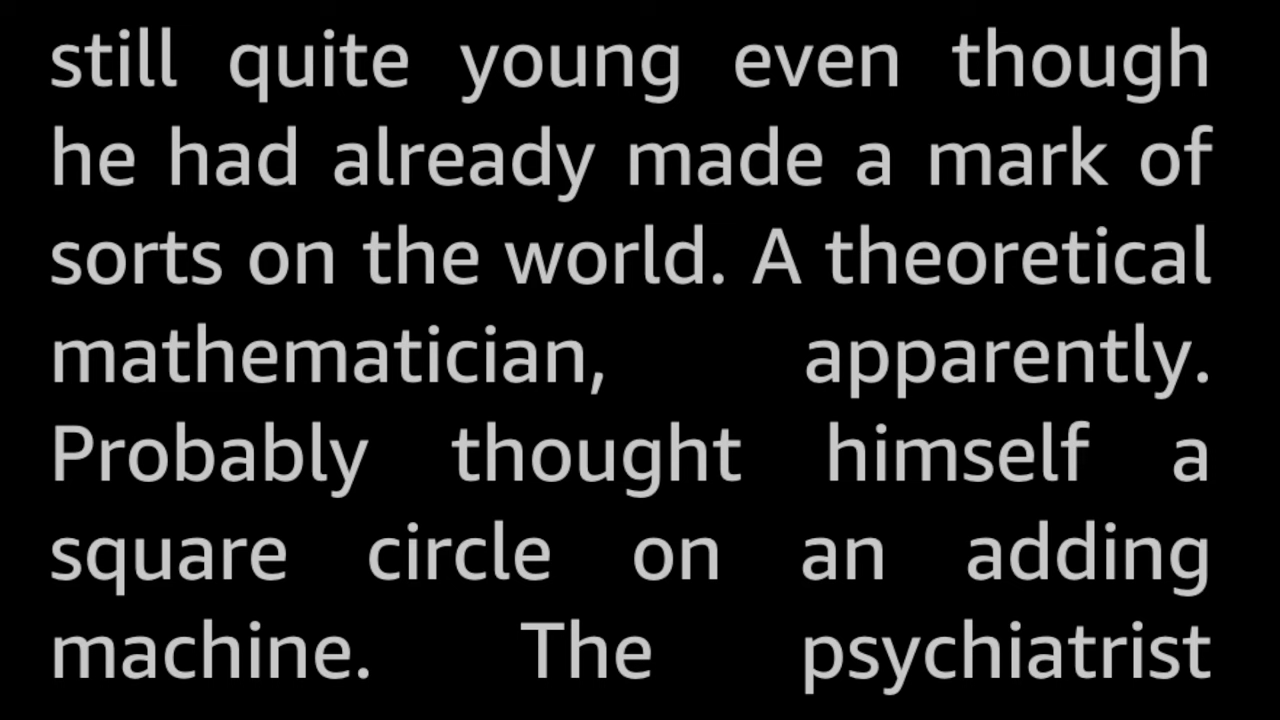 still quite young even though
he had already made a mark of
sorts on the world. A theoretical
mathematician, apparently.
Probably thought himself a
square circle on an adding
machine. The psychiatrist